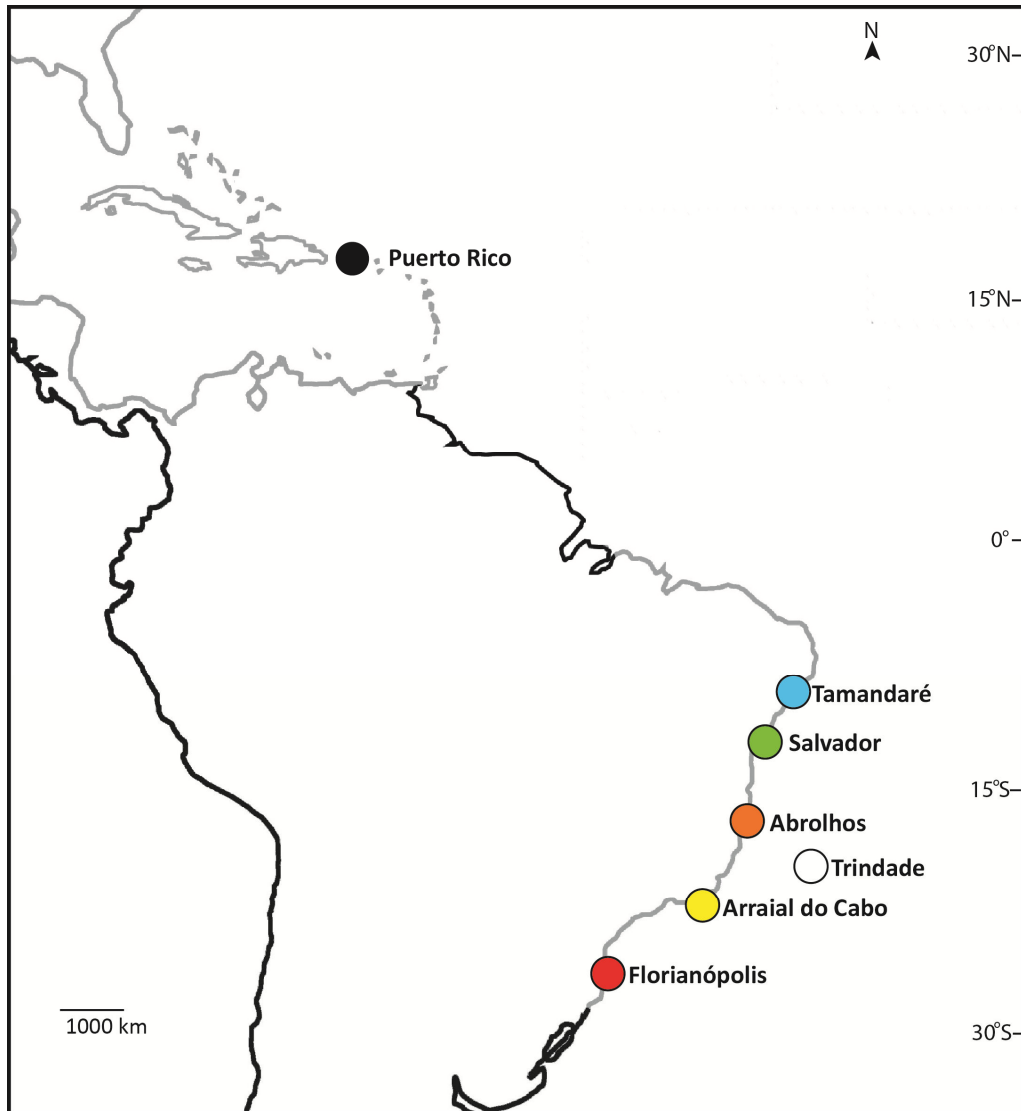 N
30°N
Puerto Rico
15°N
0°
Tamandaré
Salvador
15°S
Abrolhos
Trindade
Arraial do Cabo
Florianópolis
1000 km
30°S